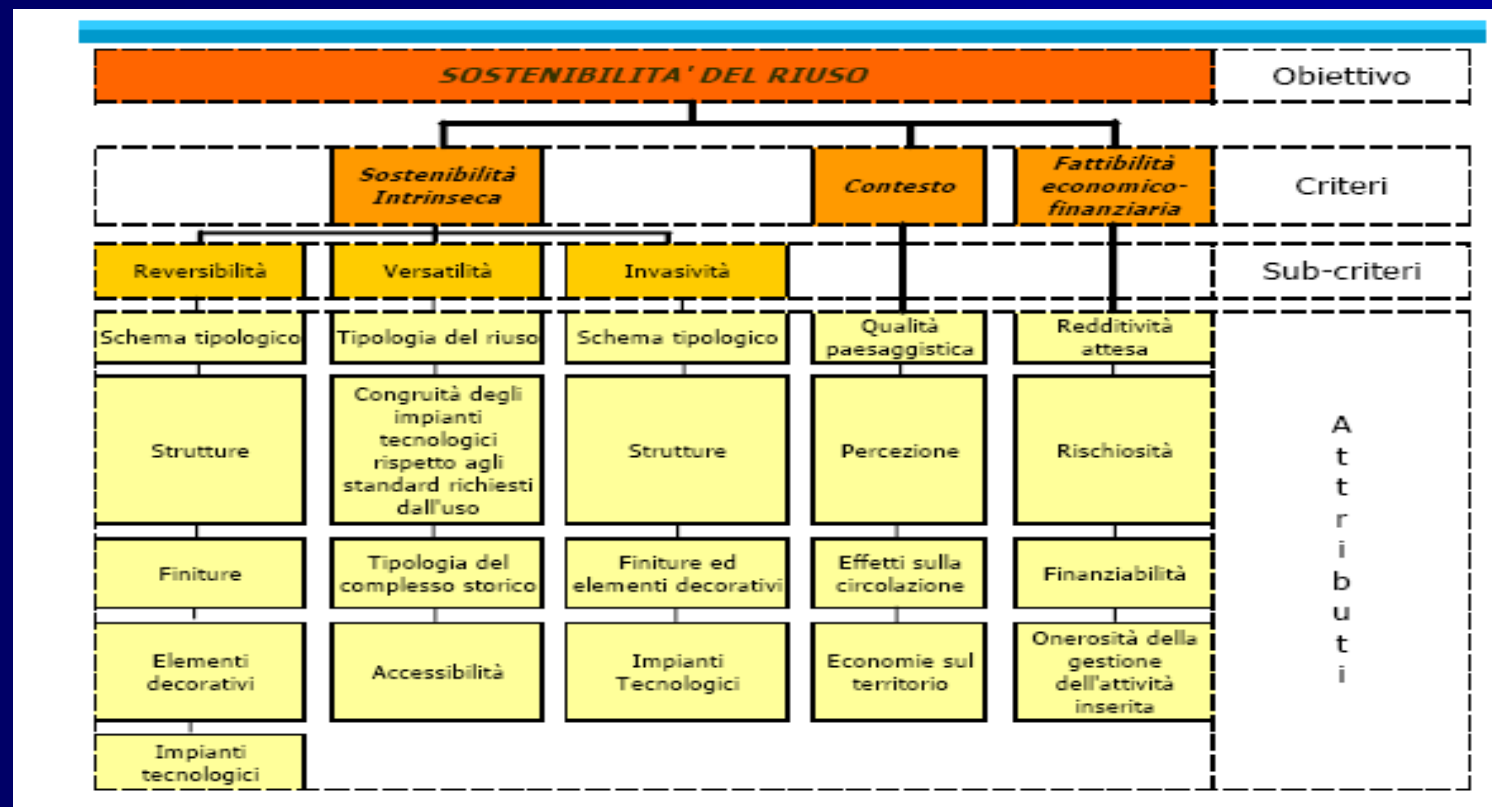 SOSTENIBILITA' DEL RIUSO
Obiettivo
Sostenibilità
Intrinseca
Contesto
Fattibilità
economico-
finanziaria
Criteri
Reversibilità
Versatilità
Invasività
Sub-criteri
Schema tipologico
Tipologia del riuso
Schema tipologico
Qualità
paesaggistica
Redditività
attesa
Strutture
Congruità degli
impianti
tecnologici
rispetto agli
standard richiesti
dall'uso
Strutture
Percezione
Rischiosità
Finiture
Tipologia del
complesso storico
Finiture ed
elementi decorativi
Effetti sulla
circolazione
Finanziabilità
Elementi
decorativi
Accessibilità
Impianti
Tecnologici
Economie sul
territorio
Onerosità della
gestione
dell'attività
inserita
Impianti
tecnologici
A
t
t
r
i
b
u
t
i